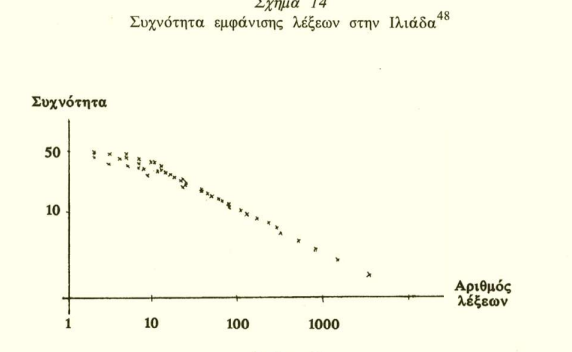 Σχήμα 14
Συχνότητα εμφάνισης λέξεων στην Ιλιάδα48
Συχνότητα
50
10
Αριθμός
λέξεων
1 10 100 1000